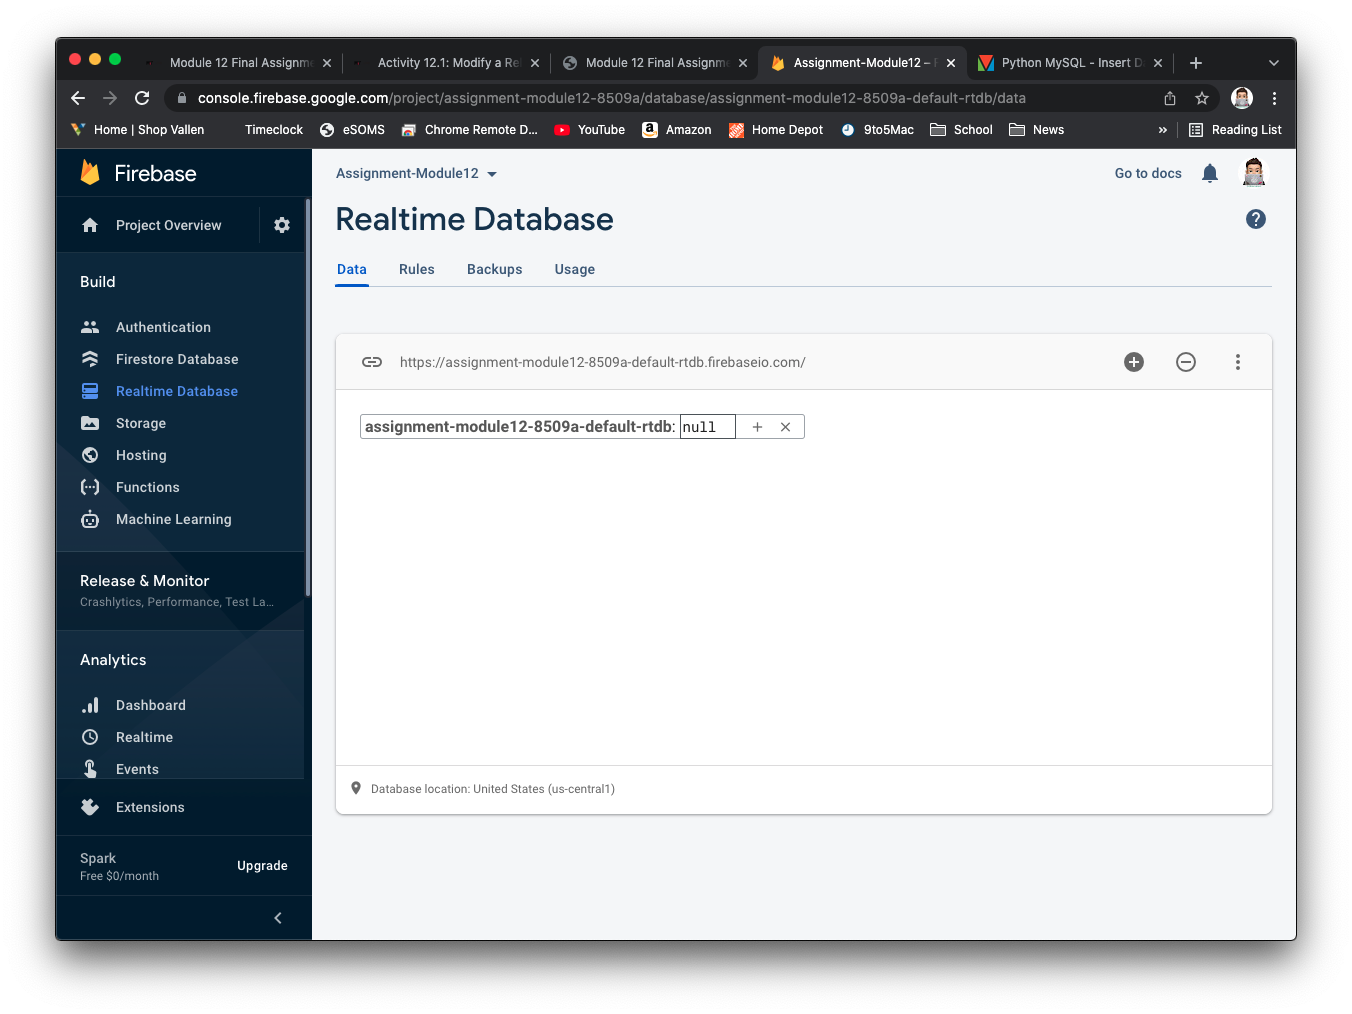 Module 12 Final Assignme
Activity 12.1: Modify a Re
Module 12 Final Assignme
Assignment-Module12 –
Python MySQL - Insert D
console.firebase.google.com/project/assignment-module12-8509a/database/assignment-module12-8509a-default-rtdb/data
Home | Shop Vallen
Timeclock
eSOMS
Chrome Remote D...
YouTube
Amazon
Home Depot
9to5Mac
School
News
»
Reading List
Firebase
Project Overview
Build
Authentication
Firestore Database
Realtime Database
Storage
Hosting
Functions
Machine Learning
Release & Monitor
Crashlytics, Performance, Test La...
Analytics
Dashboard
Realtime
Events
Extensions
Spark
Free $0/month
Upgrade
Assignment-Module12
Go to docs
Realtime Database
Data
Rules
Backups
Usage
https://assignment-module12-8509a-default-rtdb.firebaseio.com/
assignment-module12-8509a-default-rtdb: null
Database location: United States (us-central1)